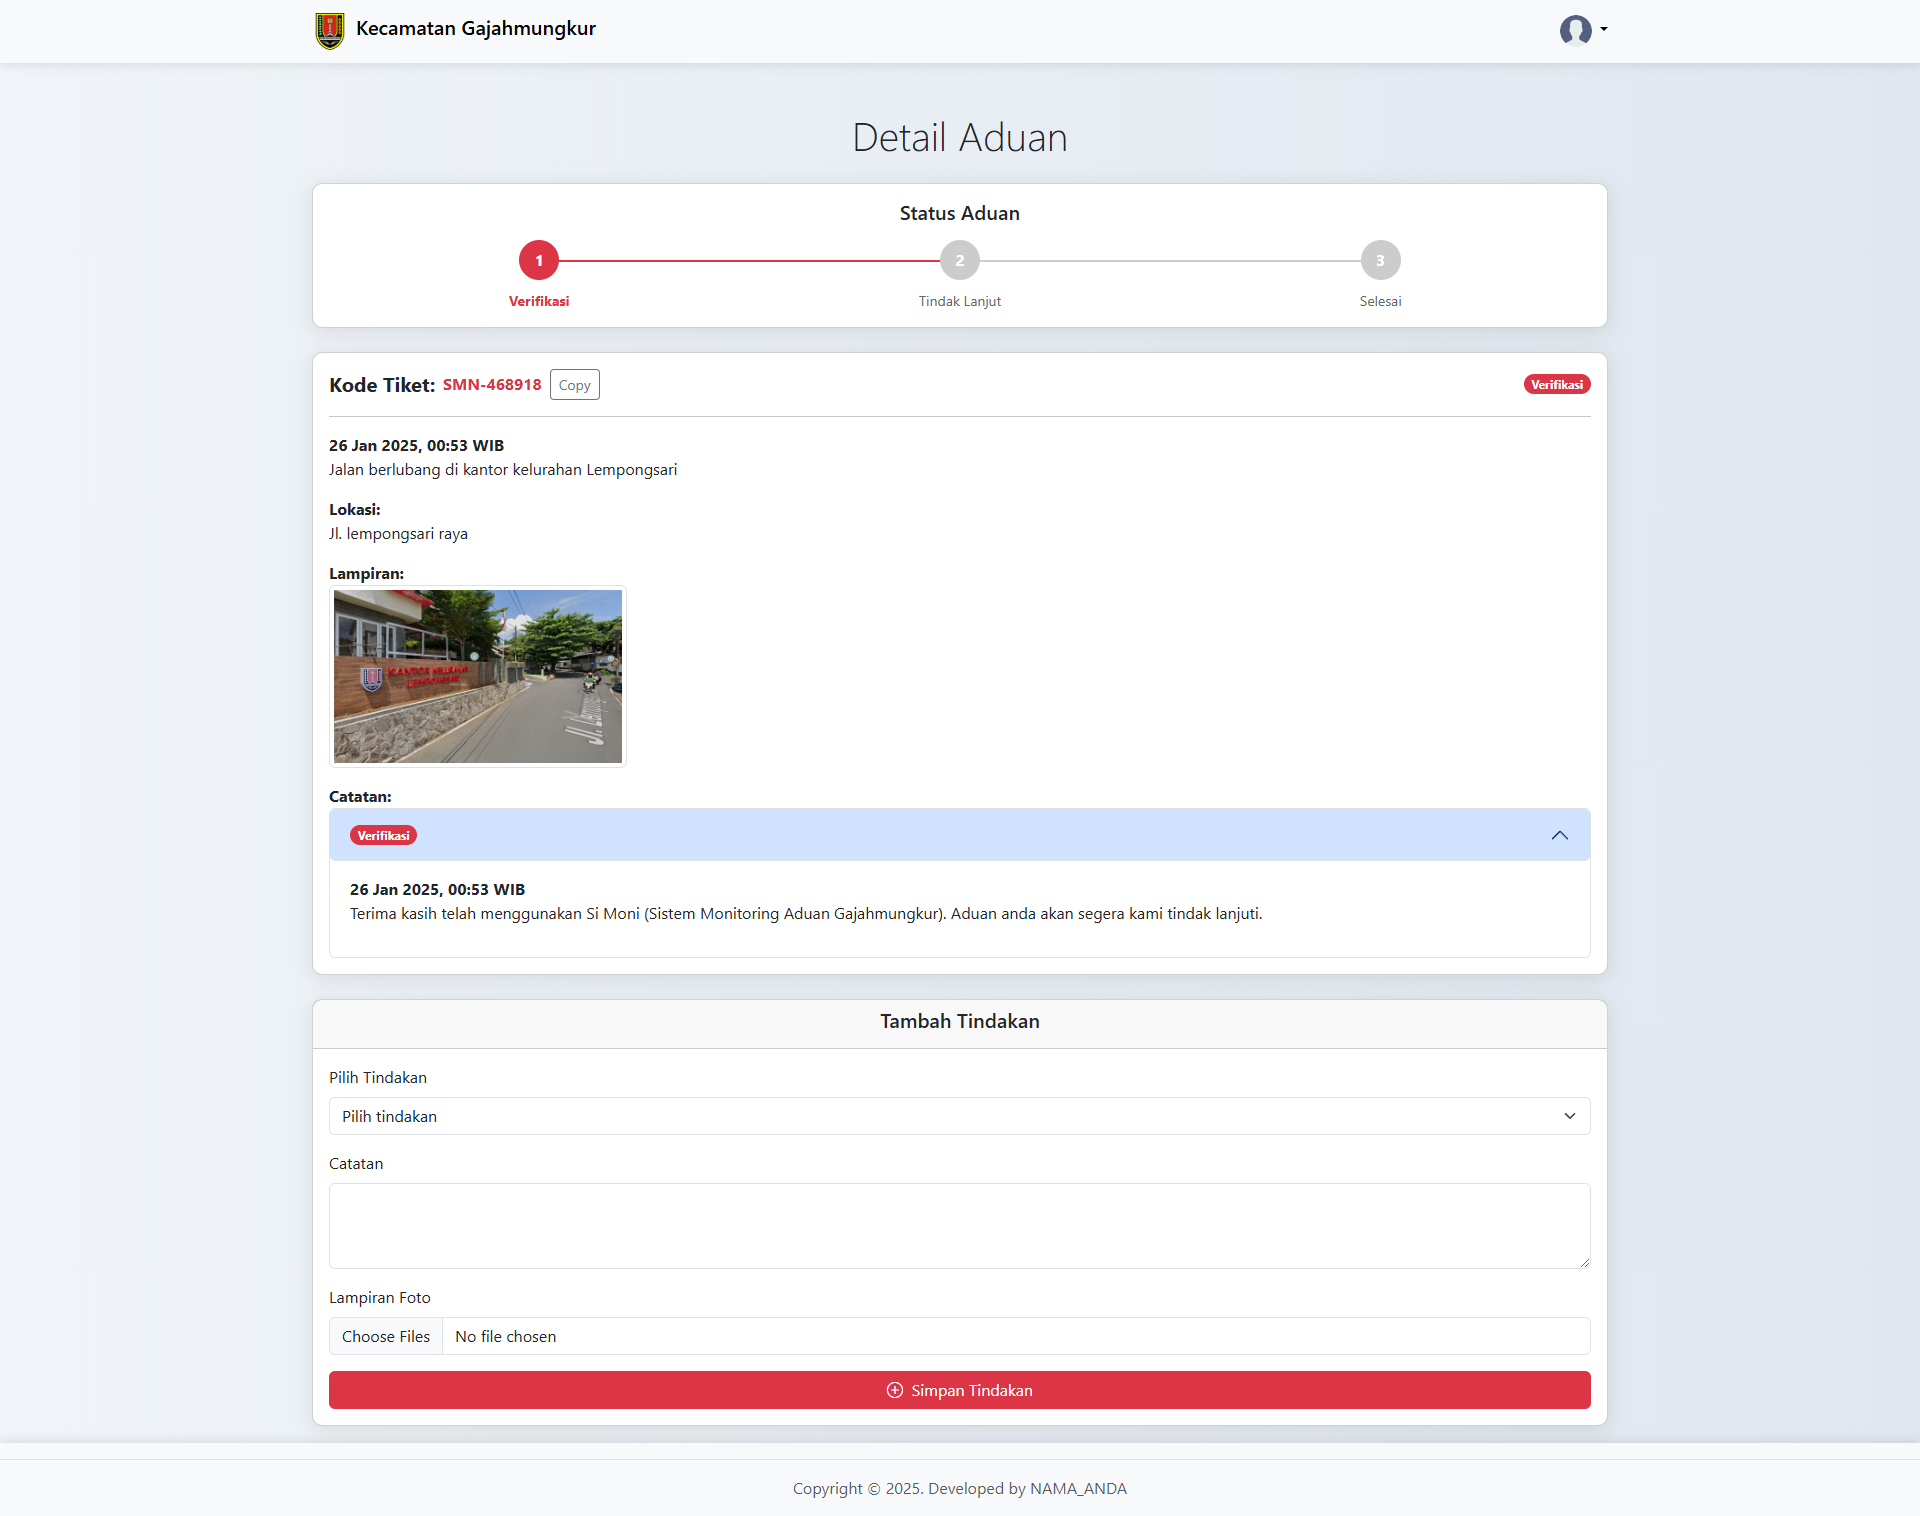 Kecamatan Gajahmungkur
Detail Aduan
Status Aduan
1
2
3
Verifikasi
Tindak Lanjut
Selesai
Kode Tiket: SMN-468918 Copy
Verifikasi
26 Jan 2025, 00:53 WIB
Jalan berlubang di kantor kelurahan Lempongsari
Lokasi:
Jl. lempongsari raya
Lampiran:
KANTOR KELURAHAN
LEMPONGSARI
Catatan:
Verifikasi
26 Jan 2025, 00:53 WIB
Terima kasih telah menggunakan Si Moni (Sistem Monitoring Aduan Gajahmungkur). Aduan anda akan segera kami tindak lanjuti.
Tambah Tindakan
Pilih Tindakan
Pilih tindakan
Catatan
Lampiran Foto
Choose Files No file chosen
Simpan Tindakan
Copyright © 2025. Developed by NAMA_ANDA